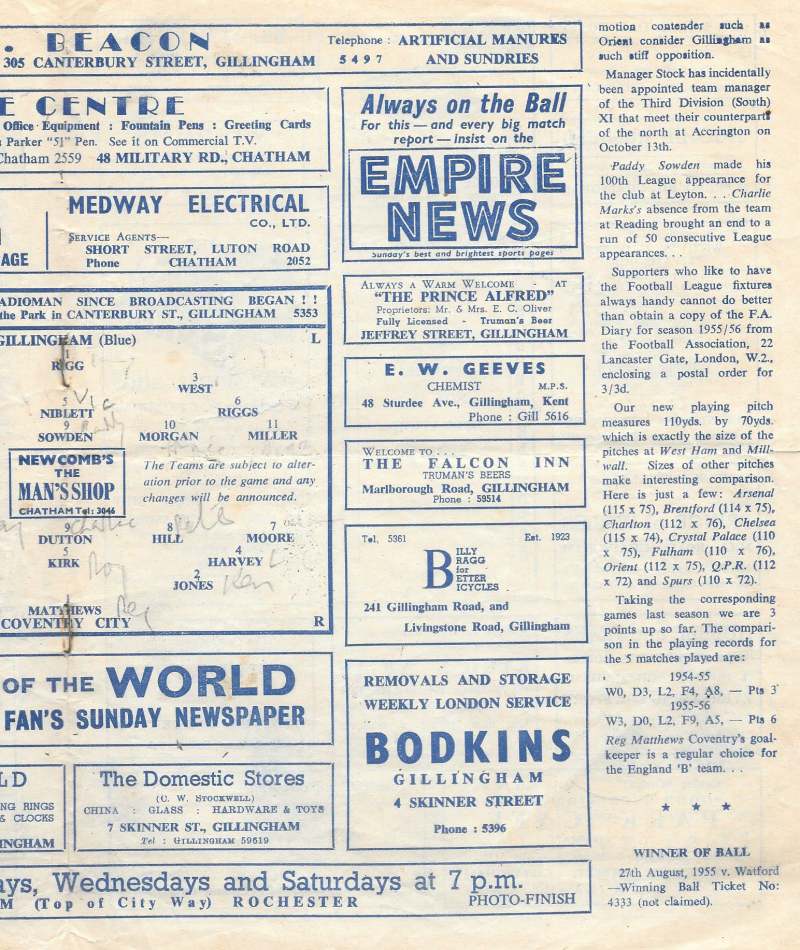 . BEACON
305 CANTERBURY STREET, GILLINGHAM
Telephone : ARTIFICIAL MANURES
5 4 9 7 AND SUNDRIES
E CENTRE
Office Equipment : Fountain Pens : Greeting Cards
Parker "51" Pen. See it on Commercial T.V.
Chatham 2559 48 MILITARY RD., CHATHAM
AGE
MEDWAY ELECTRICAL
CO., LTD.
SERVICE AGENTS—
SHORT STREET, LUTON ROAD
Phone CHATHAM 2052
ADIOMAN SINCE BROADCASTING BEGAN ! !
the Park in CANTERBURY ST., GILLINGHAM 5353
GILLINGHAM (Blue) L
1
RIGG
3
WEST
5 Vic
NIBLETT
6
RIGGS
9
SOWDEN
10
MORGAN
11
MILLER
NEWCOMB'S
THE
MAN'S SHOP
CHATHAM Tel: 3046
The Teams are subject to alter-
ation prior to the game and any
changes will be announced.
9
DUTTON
8
HILL
7
MOORE
5
KIRK Roy
4
HARVEY
2
JONES Ken
1
MATTHEWS Reg
COVENTRY CITY R
OF THE WORLD
FAN'S SUNDAY NEWSPAPER
LD
NG RINGS
& CLOCKS
INGHAM
The Domestic Stores
(C. W. STOCKWELL)
CHINA : GLASS : HARDWARE & TOYS
7 SKINNER ST., GILLINGHAM
Tel : GILLINGHAM 59619
ays, Wednesdays and Saturdays at 7 p.m.
M (Top of City Way) ROCHESTER PHOTO-FINISH
Always on the Ball
For this — and every big match
report — insist on the
EMPIRE
NEWS
Sunday's best and brightest sports pages
ALWAYS A WARM WELCOME - AT
"THE PRINCE ALFRED"
Proprietors: Mr. & Mrs. E. C. Oliver
Fully Licensed - Truman's Beer
JEFFREY STREET, GILLINGHAM
E. W. GEEVES
CHEMIST M.P.S.
48 Sturdee Ave., Gillingham, Kent
Phone : Gill 5616
WELCOME TO . . .
THE FALCON INN
TRUMAN'S BEERS
Marlborough Road, GILLINGHAM
Phone : 59514
Tel. 5361 Est. 1923
BILLY
BRAGG
for
BETTER
BICYCLES
241 Gillingham Road, and
Livingstone Road, Gillingham
REMOVALS AND STORAGE
WEEKLY LONDON SERVICE
BODKINS
GILLINGHAM
4 SKINNER STREET
Phone : 5396
motion contender such as
Orient consider Gillingham as
such stiff opposition.
Manager Stock has incidentally
been appointed team manager
of the Third Division (South)
XI that meet their counterpart
of the north at Accrington on
October 13th.
Paddy Sowden made his
100th League appearance for
the club at Leyton. . . Charlie
Marks's absence from the team
at Reading brought an end to a
run of 50 consecutive League
appearances. . .
Supporters who like to have
the Football League fixtures
always handy cannot do better
than obtain a copy of the F.A.
Diary for season 1955/56 from
the Football Association, 22
Lancaster Gate, London, W.2.,
enclosing a postal order for
3/3d.
Our new playing pitch
measures 110yds. by 70yds.
which is exactly the size of the
pitches at West Ham and Mill-
wall. Sizes of other pitches
make interesting comparison.
Here is just a few: Arsenal
(115 x 75), Brentford (114 x 75),
Charlton (112 x 76), Chelsea
(115 x 74), Crystal Palace (110
x 75), Fulham (110 x 76),
Orient (112 x 75), Q.P.R. (112
x 72) and Spurs (110 x 72).
Taking the corresponding
games last season we are 3
points up so far. The compari-
son in the playing records for
the 5 matches played are:
1954-55
W0, D3, L2, F4, A8, — Pts 3
1955-56
W3, D0, L2, F9, A5, — Pts 6
Reg Matthews Coventry's goal-
keeper is a regular choice for
the England 'B' team. . .
★ ★ ★
WINNER OF BALL
27th August, 1955 v. Watford
—Winning Ball Ticket No:
4333 (not claimed).